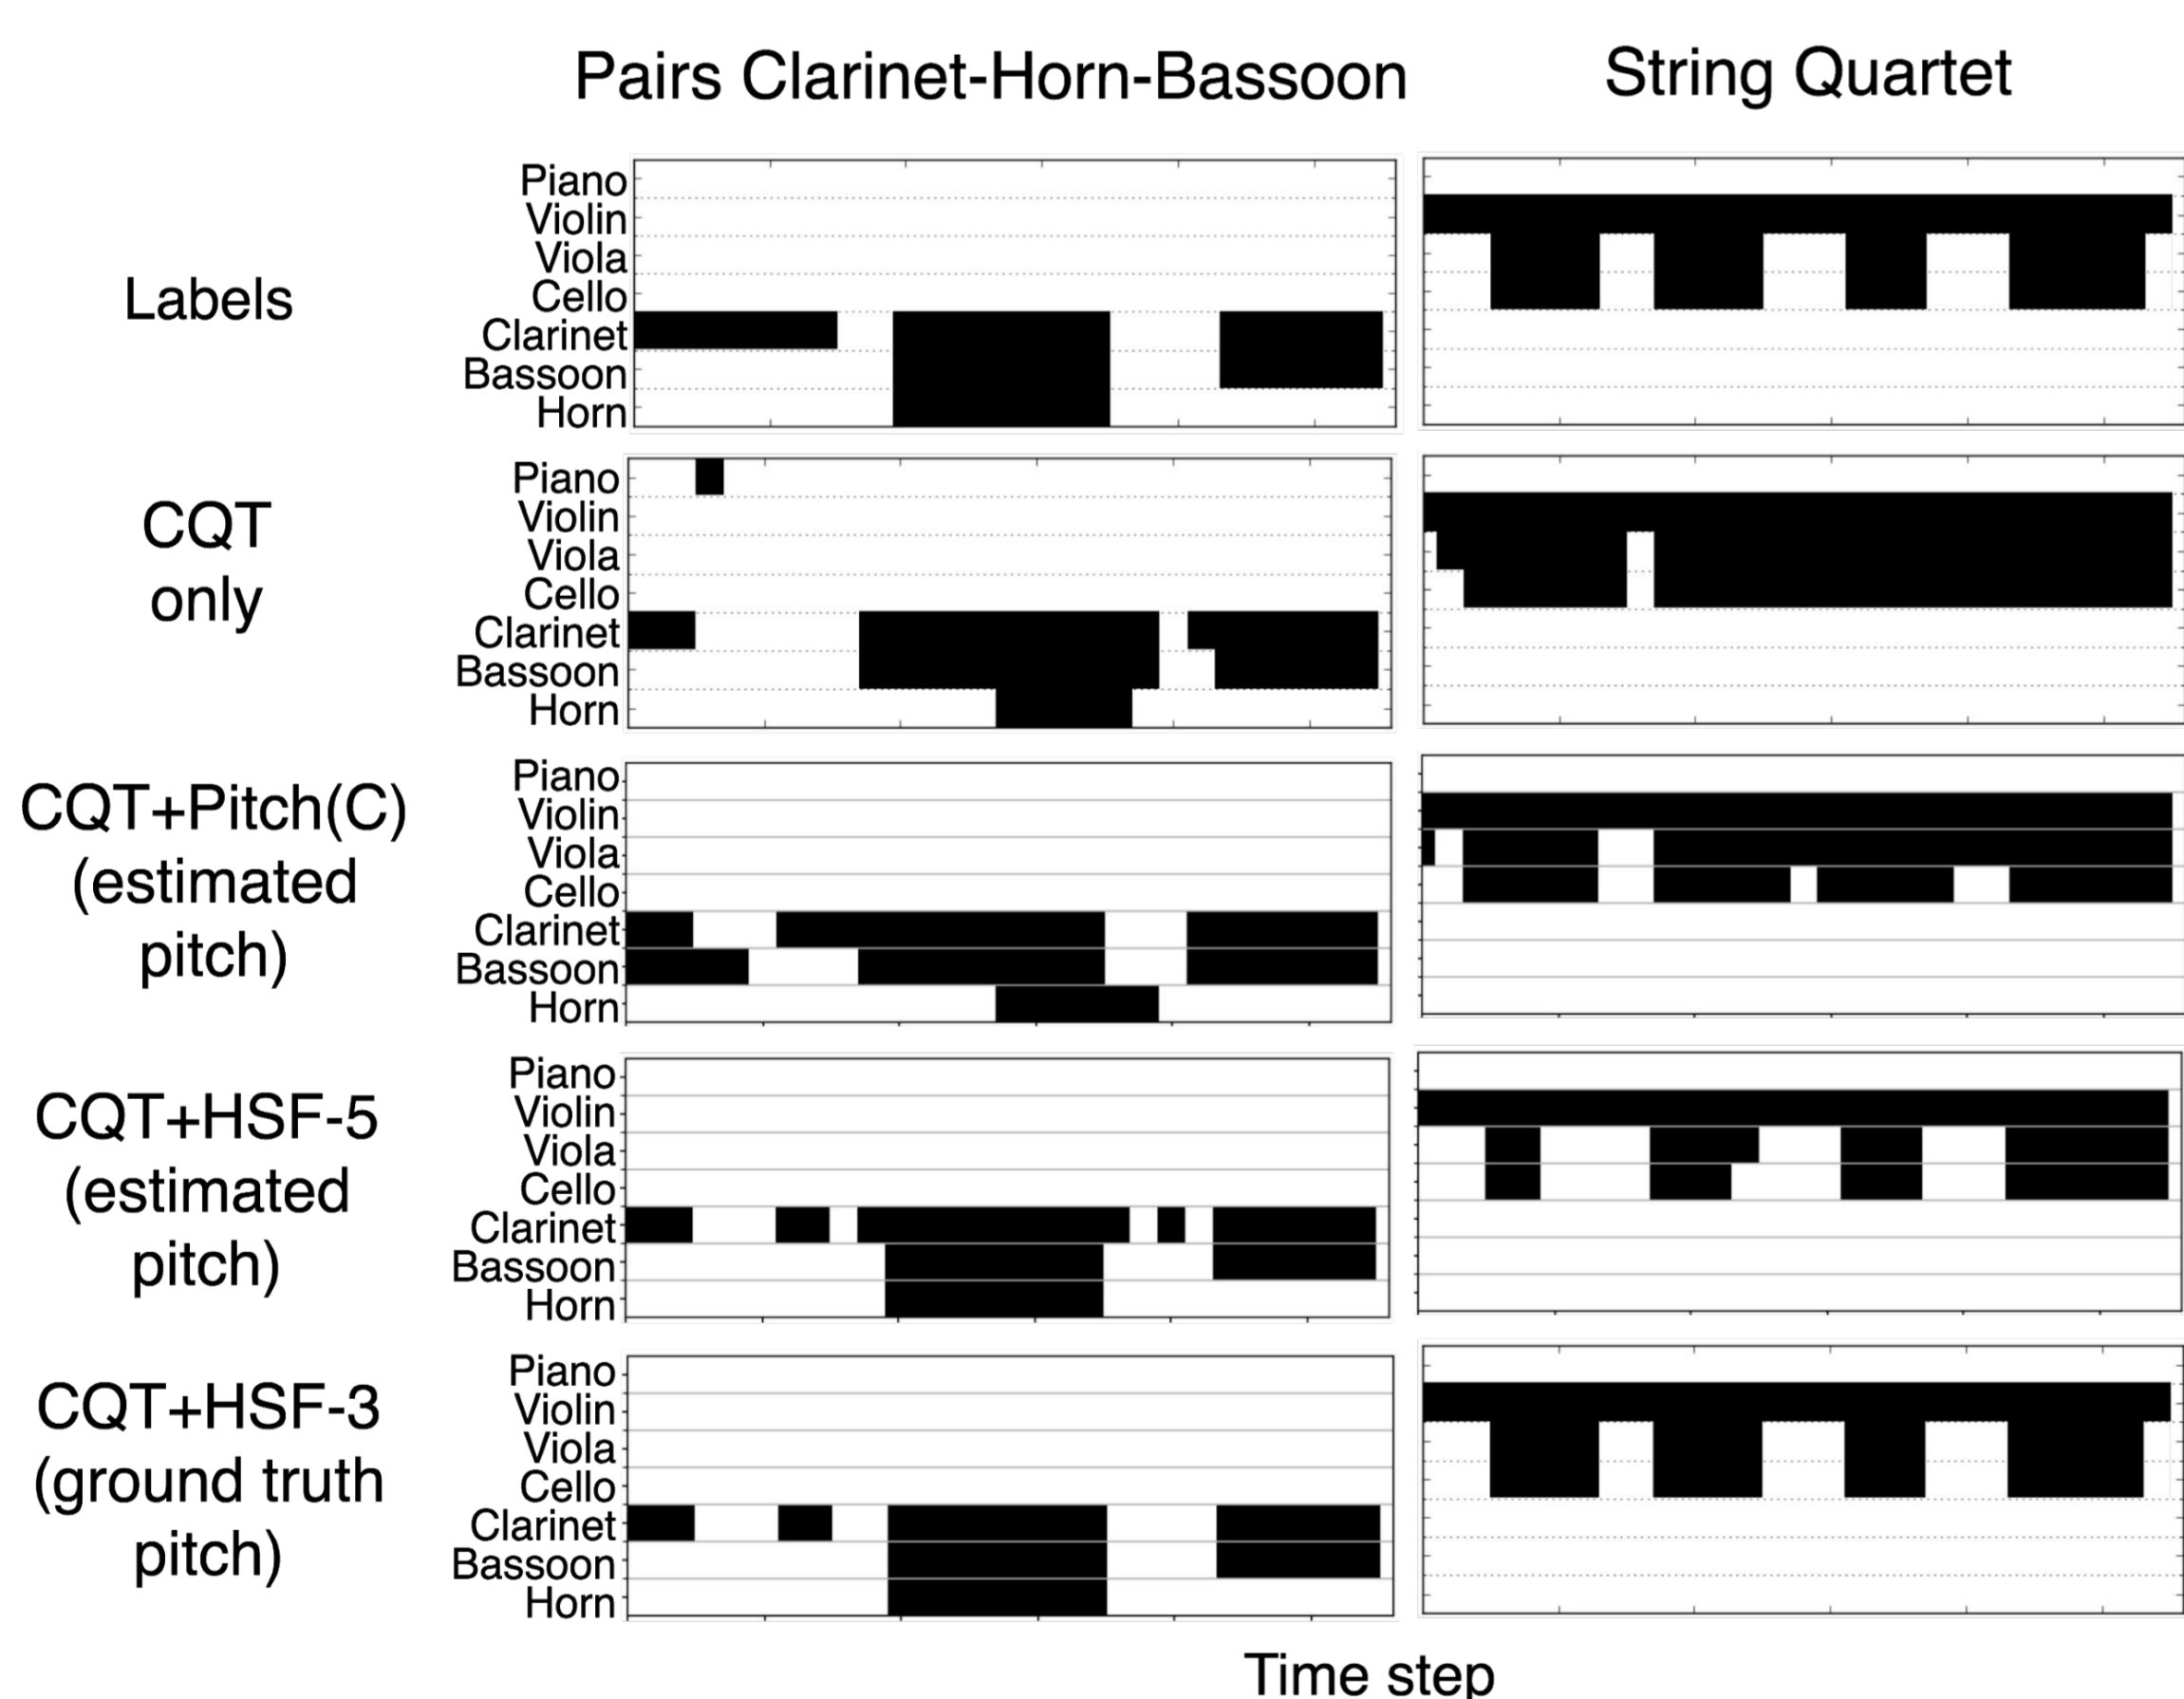 Pairs Clarinet-Horn-Bassoon
String Quartet
Labels
Piano
Violin
Viola
Cello
Clarinet
Bassoon
Horn
CQT
only
Piano
Violin
Viola
Cello
Clarinet
Bassoon
Horn
CQT+Pitch(C)
(estimated
pitch)
Piano
Violin
Viola
Cello
Clarinet
Bassoon
Horn
CQT+HSF-5
(estimated
pitch)
Piano
Violin
Viola
Cello
Clarinet
Bassoon
Horn
CQT+HSF-3
(ground truth
pitch)
Piano
Violin
Viola
Cello
Clarinet
Bassoon
Horn
Time step